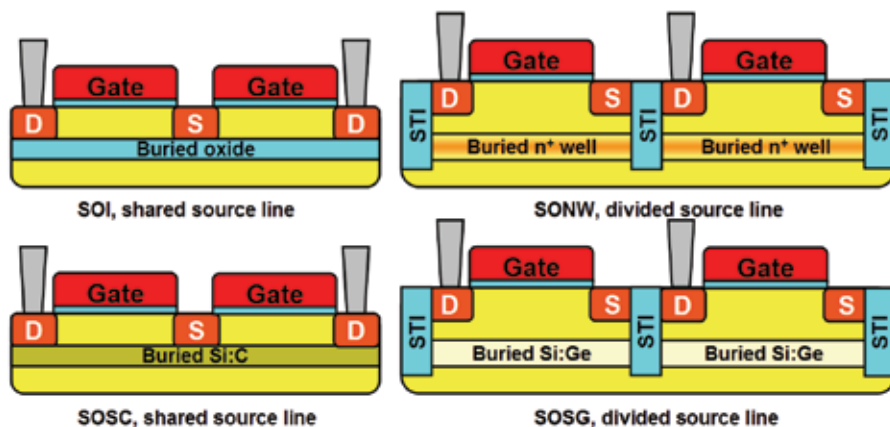 Gate Gate
D S D
Buried oxide
SOI, shared source line
Gate Gate
STI D S STI D S STI
Buried n⁺ well Buried n⁺ well
SONW, divided source line
Gate Gate
D S D
Buried Si:C
SOSC, shared source line
Gate Gate
STI D S STI D S STI
Buried Si:Ge Buried Si:Ge
SOSG, divided source line